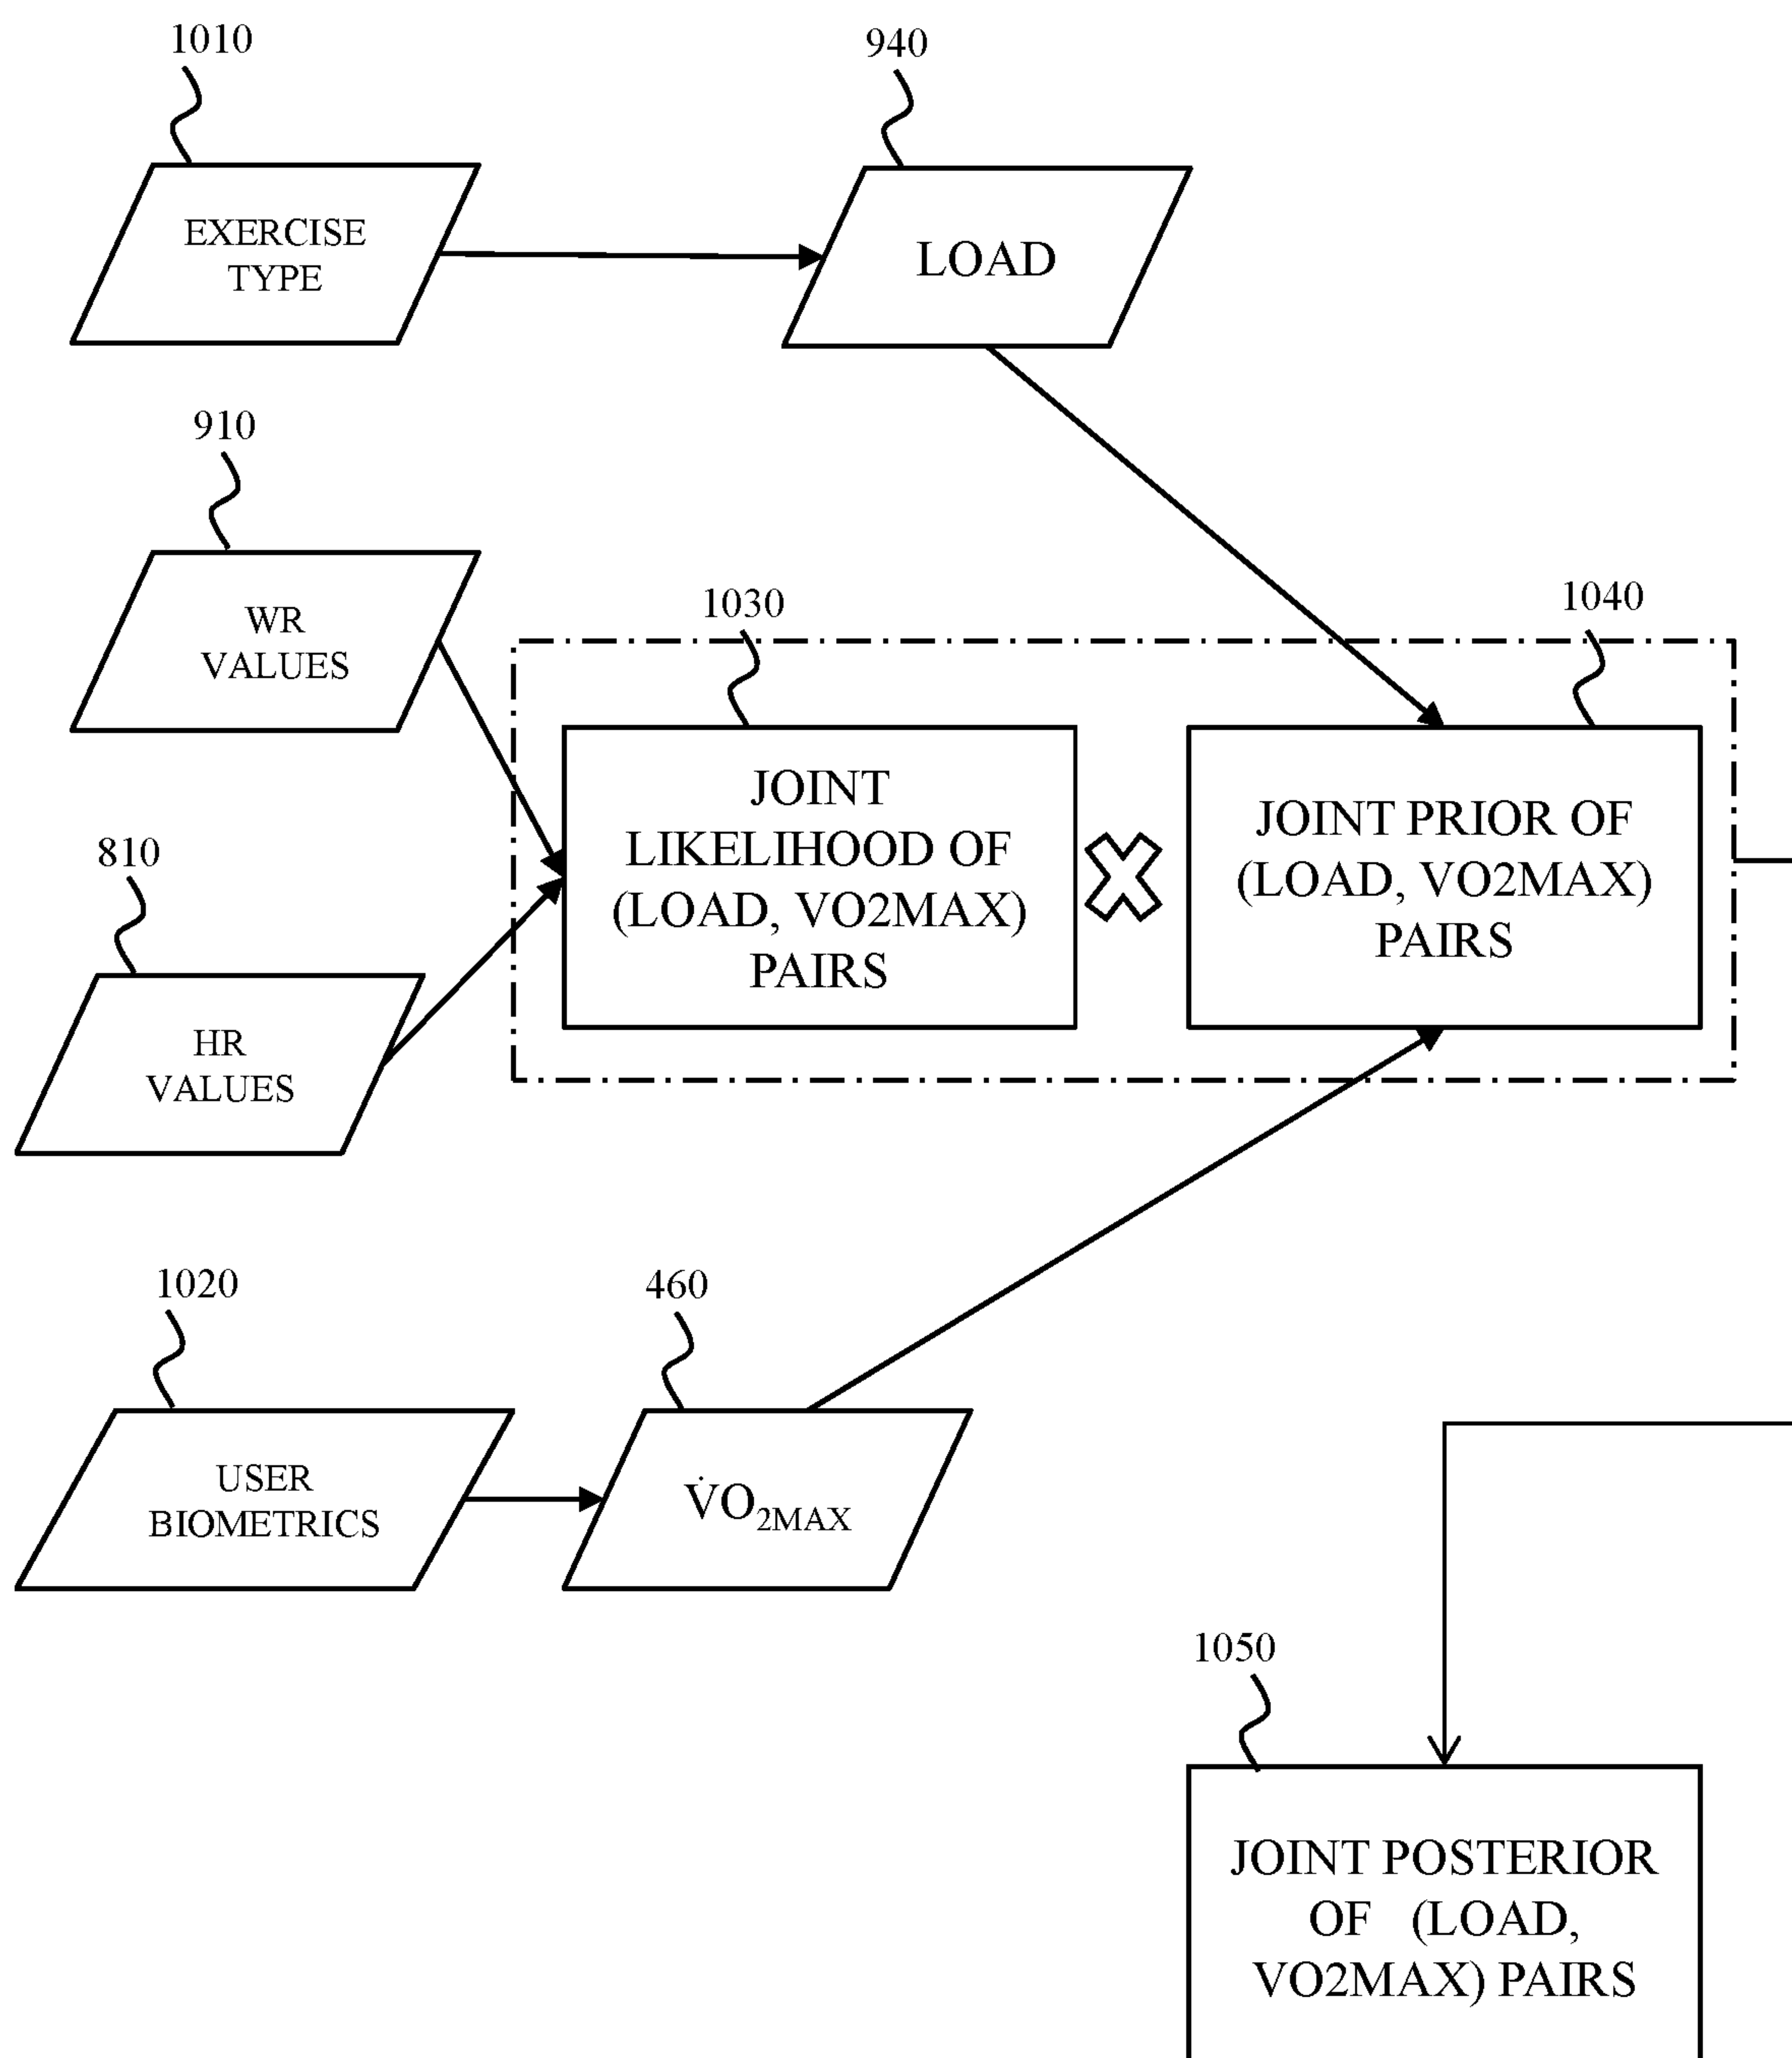 1010
940
EXERCISE
TYPE
LOAD
910
WR
VALUES
1030
1040
JOINT
LIKELIHOOD OF
(LOAD, VO2MAX)
PAIRS
JOINT PRIOR OF
(LOAD, VO2MAX)
PAIRS
810
HR
VALUES
1020
460
USER
BIOMETRICS
V̇O₂MAX
1050
JOINT POSTERIOR
OF (LOAD,
VO2MAX) PAIRS